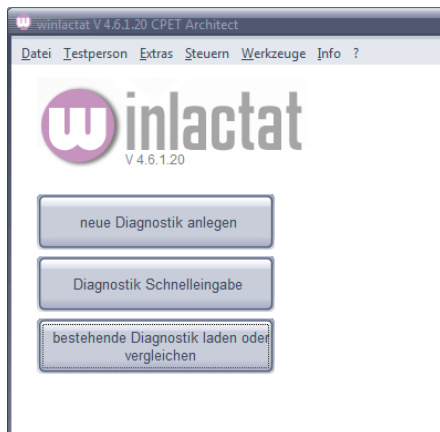 winlactat V 4.6.1.20 CPET Architect
Datei Testperson Extras Steuern Werkzeuge Info ?
winlactat
V 4.6.1.20
neue Diagnostik anlegen
Diagnostik Schnelleingabe
bestehende Diagnostik laden oder
vergleichen